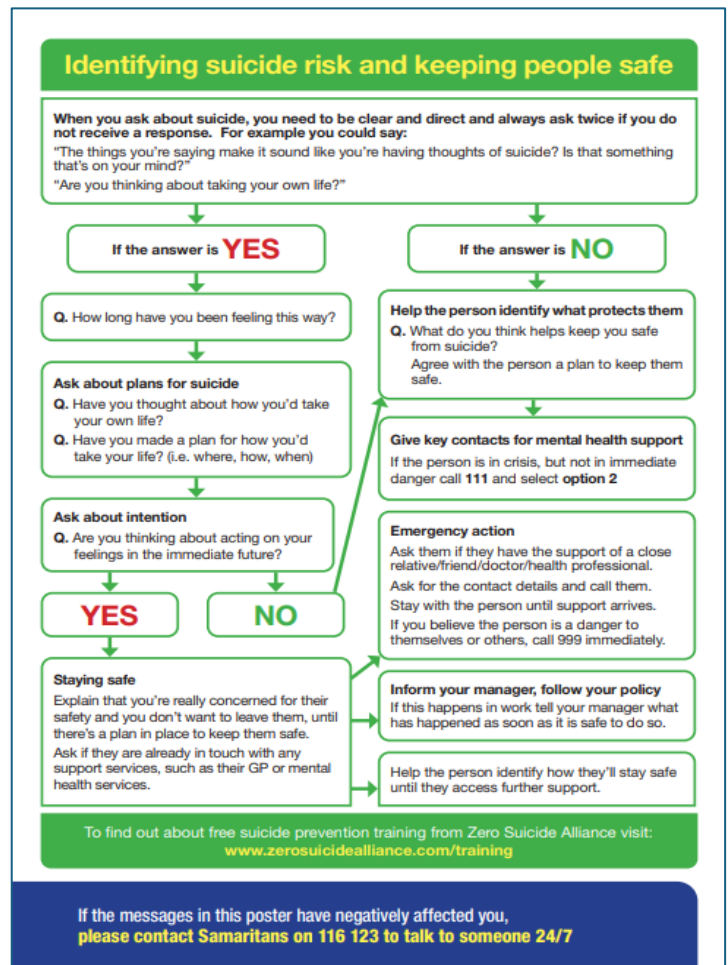 Identifying suicide risk and keeping people safe
When you ask about suicide, you need to be clear and direct and always ask twice if you do
not receive a response. For example you could say:
“The things you’re saying make it sound like you’re having thoughts of suicide? Is that something
that’s on your mind?”
“Are you thinking about taking your own life?”
If the answer is YES
Q. How long have you been feeling this way?
Ask about plans for suicide
Q. Have you thought about how you’d take
your own life?
Q. Have you made a plan for how you’d
take your life? (i.e. where, how, when)
Ask about intention
Q. Are you thinking about acting on your
feelings in the immediate future?
YES
NO
Staying safe
Explain that you’re really concerned for their
safety and you don’t want to leave them, until
there’s a plan in place to keep them safe.
Ask if they are already in touch with any
support services, such as their GP or mental
health services.
If the answer is NO
Help the person identify what protects them
Q. What do you think helps keep you safe
from suicide?
Agree with the person a plan to keep them
safe.
Give key contacts for mental health support
If the person is in crisis, but not in immediate
danger call 111 and select option 2
Emergency action
Ask them if they have the support of a close
relative/friend/doctor/health professional.
Ask for the contact details and call them.
Stay with the person until support arrives.
If you believe the person is a danger to
themselves or others, call 999 immediately.
Inform your manager, follow your policy
If this happens in work tell your manager what
has happened as soon as it is safe to do so.
Help the person identify how they’ll stay safe
until they access further support.
To find out about free suicide prevention training from Zero Suicide Alliance visit:
www.zerosuicidealliance.com/training
If the messages in this poster have negatively affected you,
please contact Samaritans on 116 123 to talk to someone 24/7